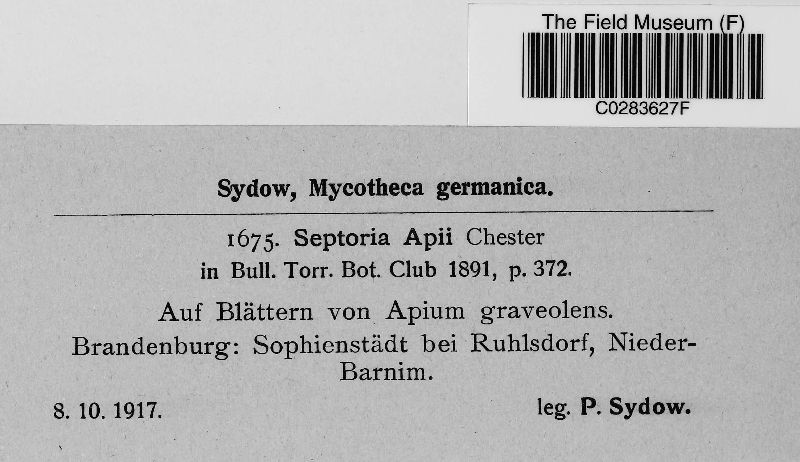 The Field Museum (F)
C0283627F
Sydow, Mycotheca germanica.
1675. Septoria Apii Chester
in Bull. Torr. Bot. Club 1891, p. 372.
Auf Blättern von Apium graveolens.
Brandenburg: Sophienstädt bei Ruhlsdorf, Nieder-
Barnim.
8. 10. 1917. leg. P. Sydow.